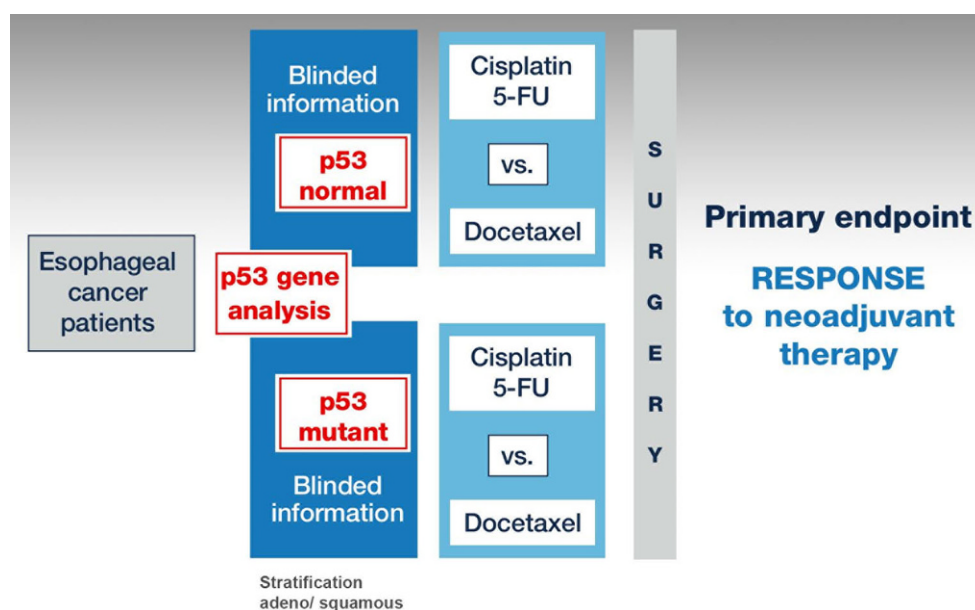 Esophageal
cancer
patients
p53 gene
analysis
Blinded
information
p53
normal
p53
mutant
Blinded
information
Stratification
adeno/ squamous
Cisplatin
5-FU
vs.
Docetaxel
Cisplatin
5-FU
vs.
Docetaxel
SURGERY
Primary endpoint
RESPONSE
to neoadjuvant
therapy